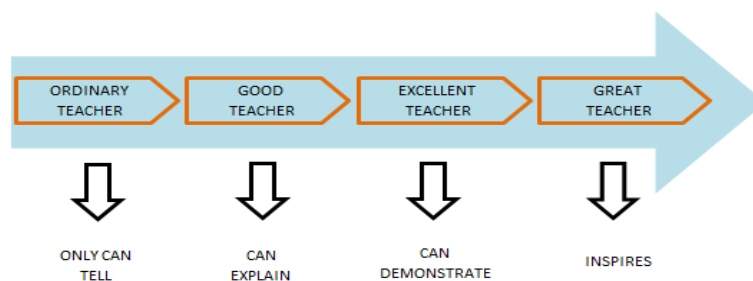 ORDINARY
TEACHER
GOOD
TEACHER
EXCELLENT
TEACHER
GREAT
TEACHER
ONLY CAN
TELL
CAN
EXPLAIN
CAN
DEMONSTRATE
INSPIRES